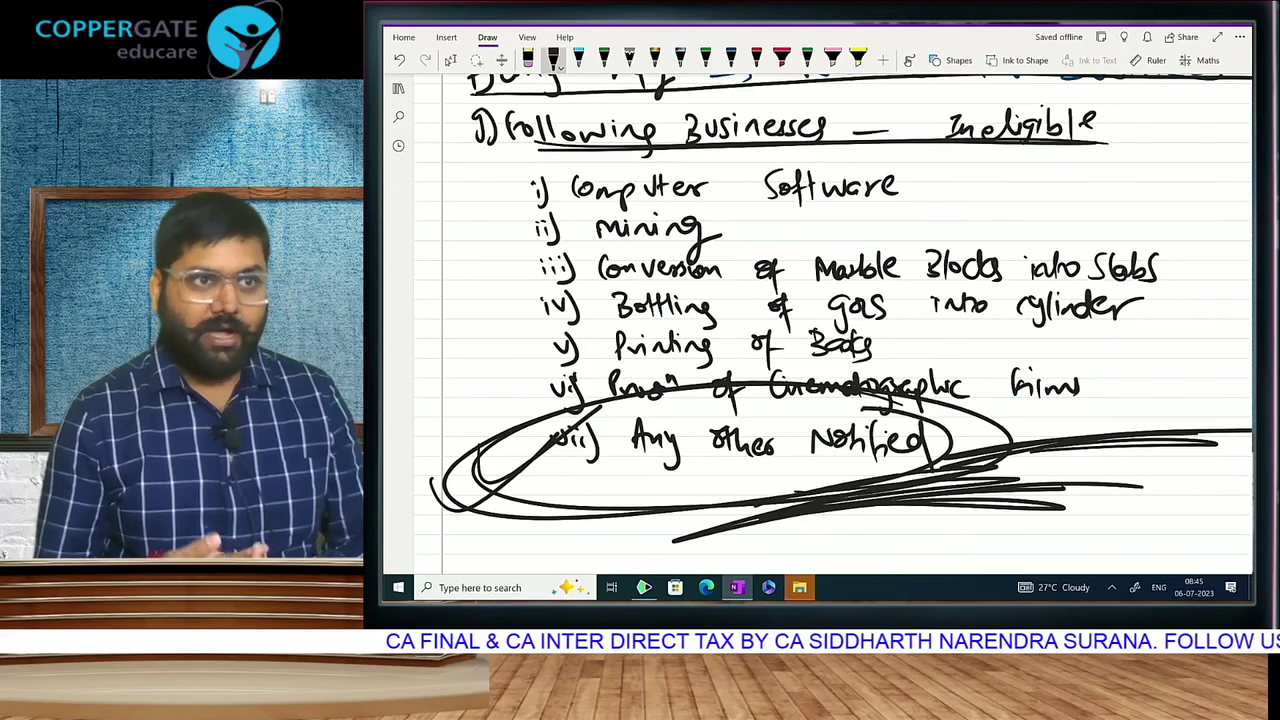 COPPERGATE
educare
Home Insert Draw View Help
Saved offline
Share
Shapes
Ink to Shape
Ink to Text
Ruler
Maths
1) Following Businesses — Ineligible
i) Computer Software
ii) Mining
iii) Conversion of Marble Blocks into Slabs
iv) Bottling of gas into cylinder
v) Printing of Books
vi) of Cinematographic Films
vii) Any other Notified
Type here to search
27°C Cloudy
ENG
08:45
06-07-2023
CA FINAL & CA INTER DIRECT TAX BY CA SIDDHARTH NARENDRA SURANA. FOLLOW US